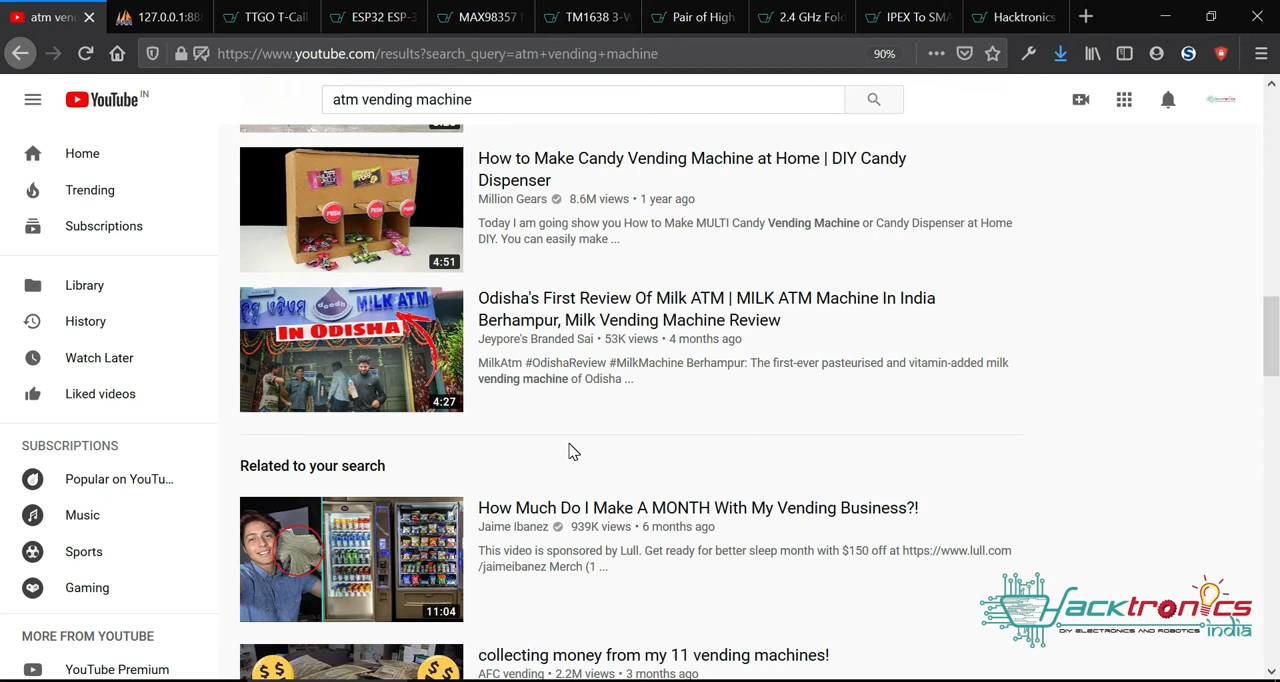 atm ven
127.0.0.1:88
TTGO T-Call
ESP32 ESP-3
MAX98357
TM1638 3-W
Pair of High
2.4 GHz Fold
IPEX To SMA
Hacktronics
https://www.youtube.com/results?search_query=atm+vending+machine
90%
YouTube IN
atm vending machine
Home
Trending
Subscriptions
Library
History
Watch Later
Liked videos
SUBSCRIPTIONS
Popular on YouTu...
Music
Sports
Gaming
MORE FROM YOUTUBE
YouTube Premium
How to Make Candy Vending Machine at Home | DIY Candy
Dispenser
Million Gears 8.6M views • 1 year ago
Today I am going show you How to Make MULTI Candy Vending Machine or Candy Dispenser at Home
DIY. You can easily make ...
4:51
Odisha's First Review Of Milk ATM | MILK ATM Machine In India
Berhampur, Milk Vending Machine Review
Jeypore's Branded Sai • 53K views • 4 months ago
MilkAtm #OdishaReview #MilkMachine Berhampur: The first-ever pasteurised and vitamin-added milk
vending machine of Odisha ...
doodh
MILK ATM
IN ODISHA
4:27
Related to your search
How Much Do I Make A MONTH With My Vending Business?!
Jaime Ibanez 939K views • 6 months ago
This video is sponsored by Lull. Get ready for better sleep month with $150 off at https://www.lull.com
/jaimeibanez Merch (1 ...
11:04
collecting money from my 11 vending machines!
AFC vending • 2.2M views • 3 months ago
Hacktronics
DIY ELECTRONICS AND ROBOTICS
india